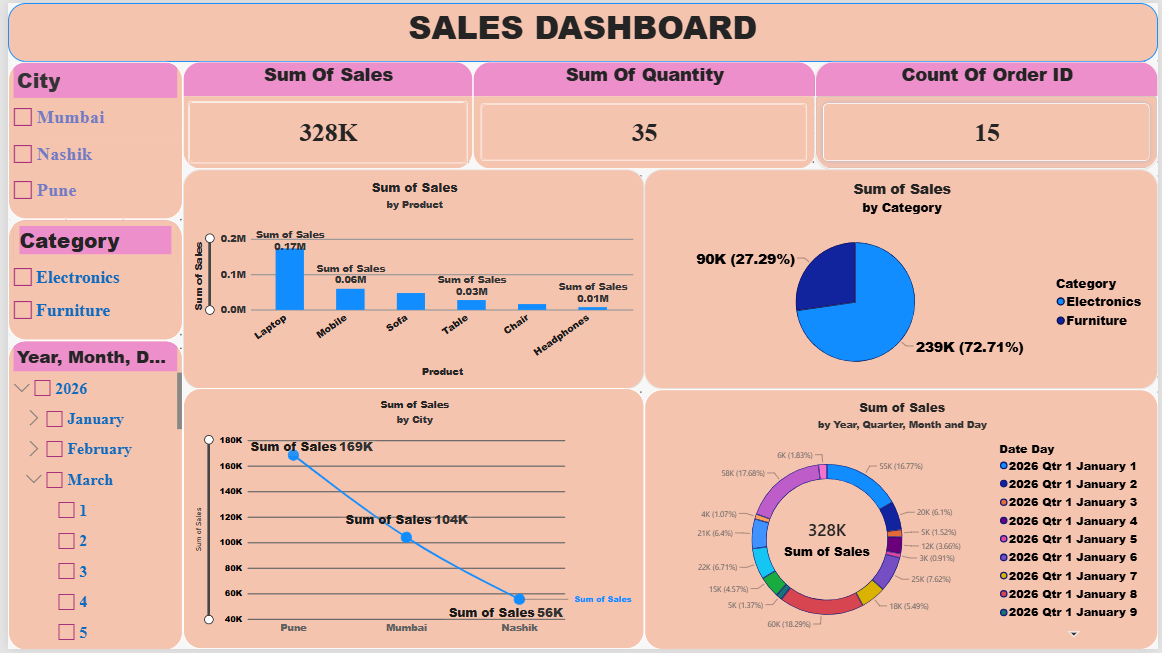 SALES DASHBOARD
City
Mumbai
Nashik
Pune
Category
Electronics
Furniture
Year, Month, D...
2026
January
February
March
1
2
3
4
5
Sum Of Sales
328K
Sum Of Quantity
35
Count Of Order ID
15
Sum of Sales
by Product
Sum of Sales
0.2M
0.1M
0.0M
Sum of Sales
0.17M
Sum of Sales
0.06M
Sum of Sales
0.03M
Sum of Sales
0.01M
Laptop
Mobile
Sofa
Table
Chair
Headphones
Product
Sum of Sales
by Category
90K (27.29%)
239K (72.71%)
Category
Electronics
Furniture
Sum of Sales
by City
Sum of Sales
180K
160K
140K
120K
100K
80K
60K
40K
Sum of Sales 169K
Sum of Sales 104K
Sum of Sales 56K
Sum of Sales
Pune
Mumbai
Nashik
Sum of Sales
by Year, Quarter, Month and Day
6K (1.83%)
55K (16.77%)
58K (17.68%)
20K (6.1%)
4K (1.07%)
5K (1.52%)
21K (6.4%)
12K (3.66%)
3K (0.91%)
22K (6.71%)
25K (7.62%)
15K (4.57%)
5K (1.37%)
18K (5.49%)
60K (18.29%)
328K
Sum of Sales
Date Day
2026 Qtr 1 January 1
2026 Qtr 1 January 2
2026 Qtr 1 January 3
2026 Qtr 1 January 4
2026 Qtr 1 January 5
2026 Qtr 1 January 6
2026 Qtr 1 January 7
2026 Qtr 1 January 8
2026 Qtr 1 January 9